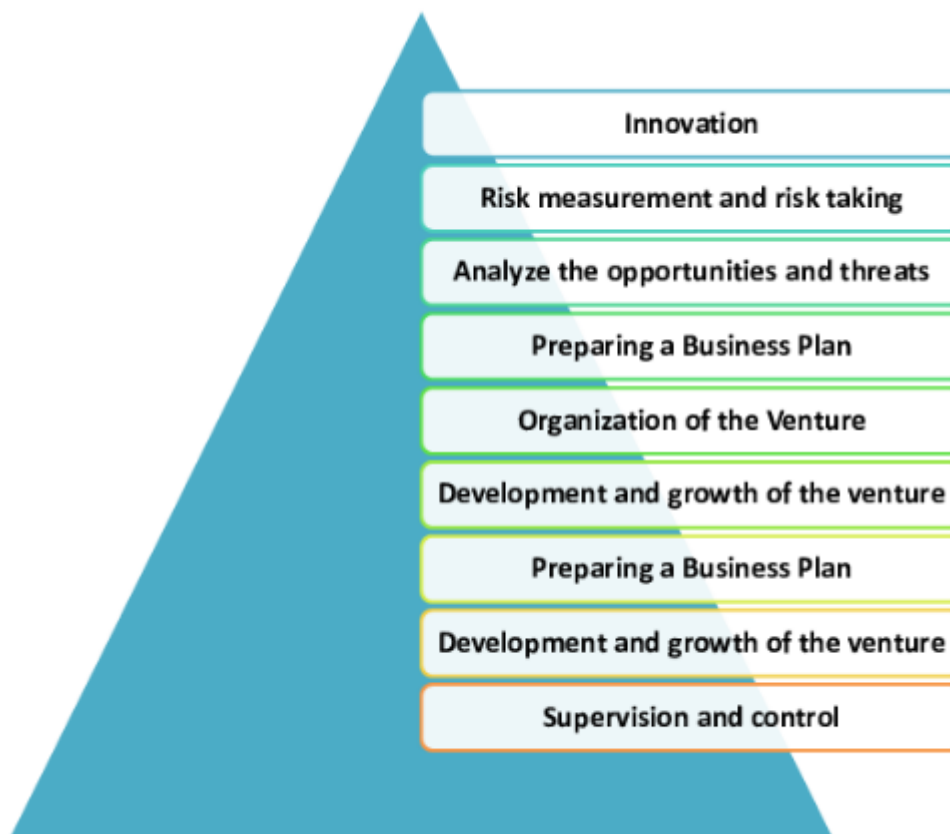 Innovation
Risk measurement and risk taking
Analyze the opportunities and threats
Preparing a Business Plan
Organization of the Venture
Development and growth of the venture
Preparing a Business Plan
Development and growth of the venture
Supervision and control